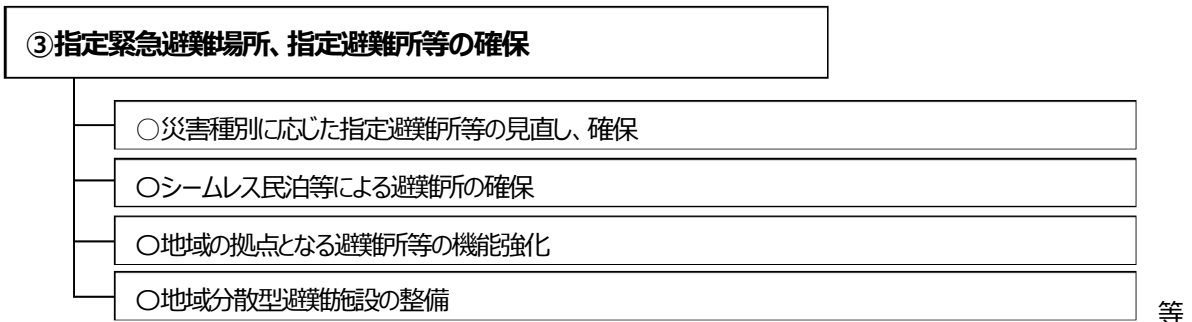 ③指定緊急避難場所、指定避難所等の確保
○災害種別に応じた指定避難所等の見直し、確保
〇シームレス民泊等による避難所の確保
〇地域の拠点となる避難所等の機能強化
〇地域分散型避難施設の整備
等